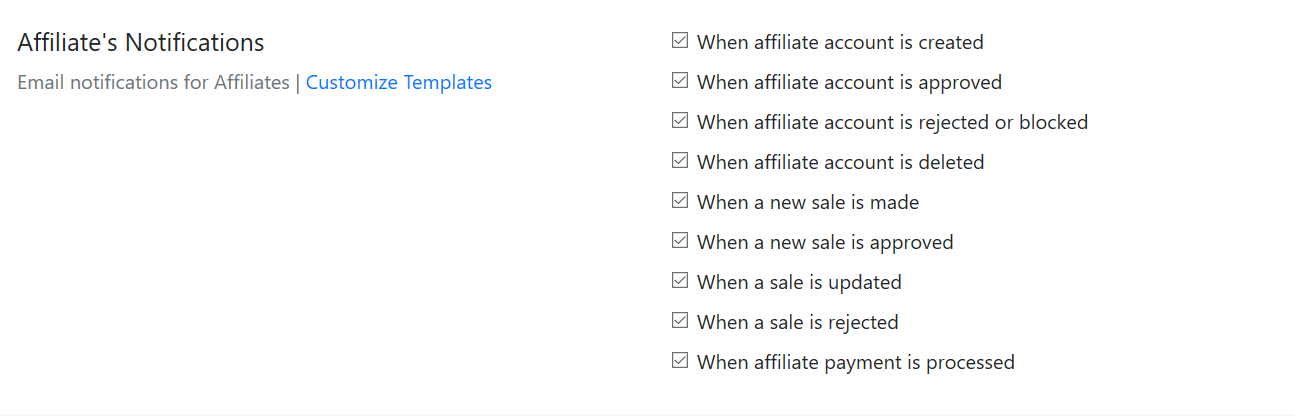 Affiliate's Notifications
Email notifications for Affiliates | Customize Templates
When affiliate account is created
When affiliate account is approved
When affiliate account is rejected or blocked
When affiliate account is deleted
When a new sale is made
When a new sale is approved
When a sale is updated
When a sale is rejected
When affiliate payment is processed